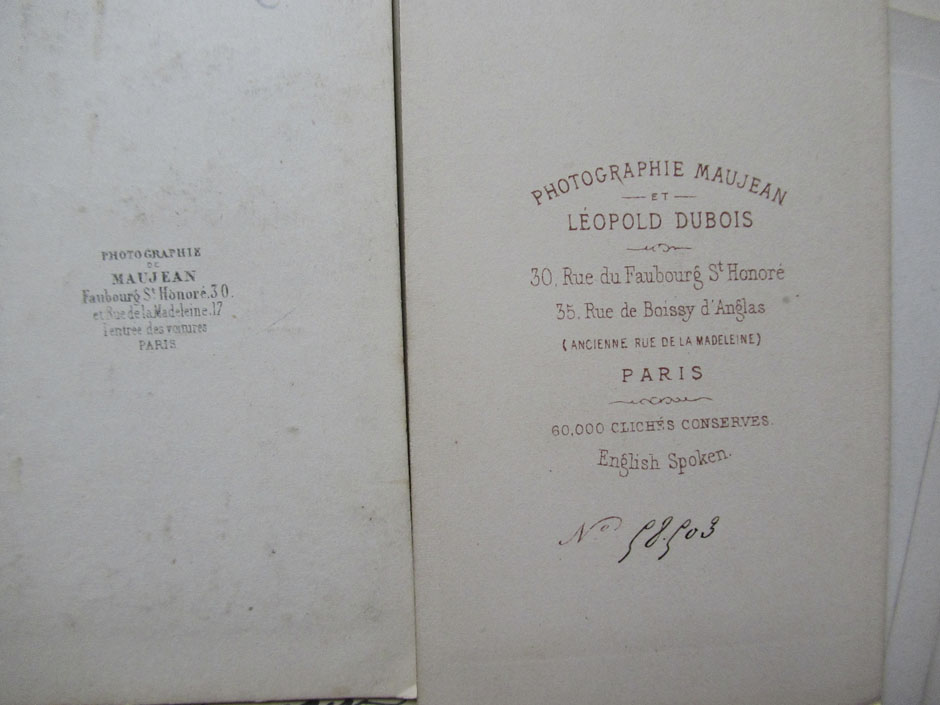 PHOTOGRAPHIE
DE
MAUJEAN
Faubourg St Honoré.30.
et Rue de la Madeleine.17
l'entrée des voitures
PARIS
PHOTOGRAPHIE MAUJEAN
— ET —
LÉOPOLD DUBOIS
30, Rue du Faubourg St Honoré
35, Rue de Boissy d'Anglas
(ANCIENNE RUE DE LA MADELEINE)
PARIS
60,000 CLICHÉS CONSERVES.
English Spoken.
No 58.503